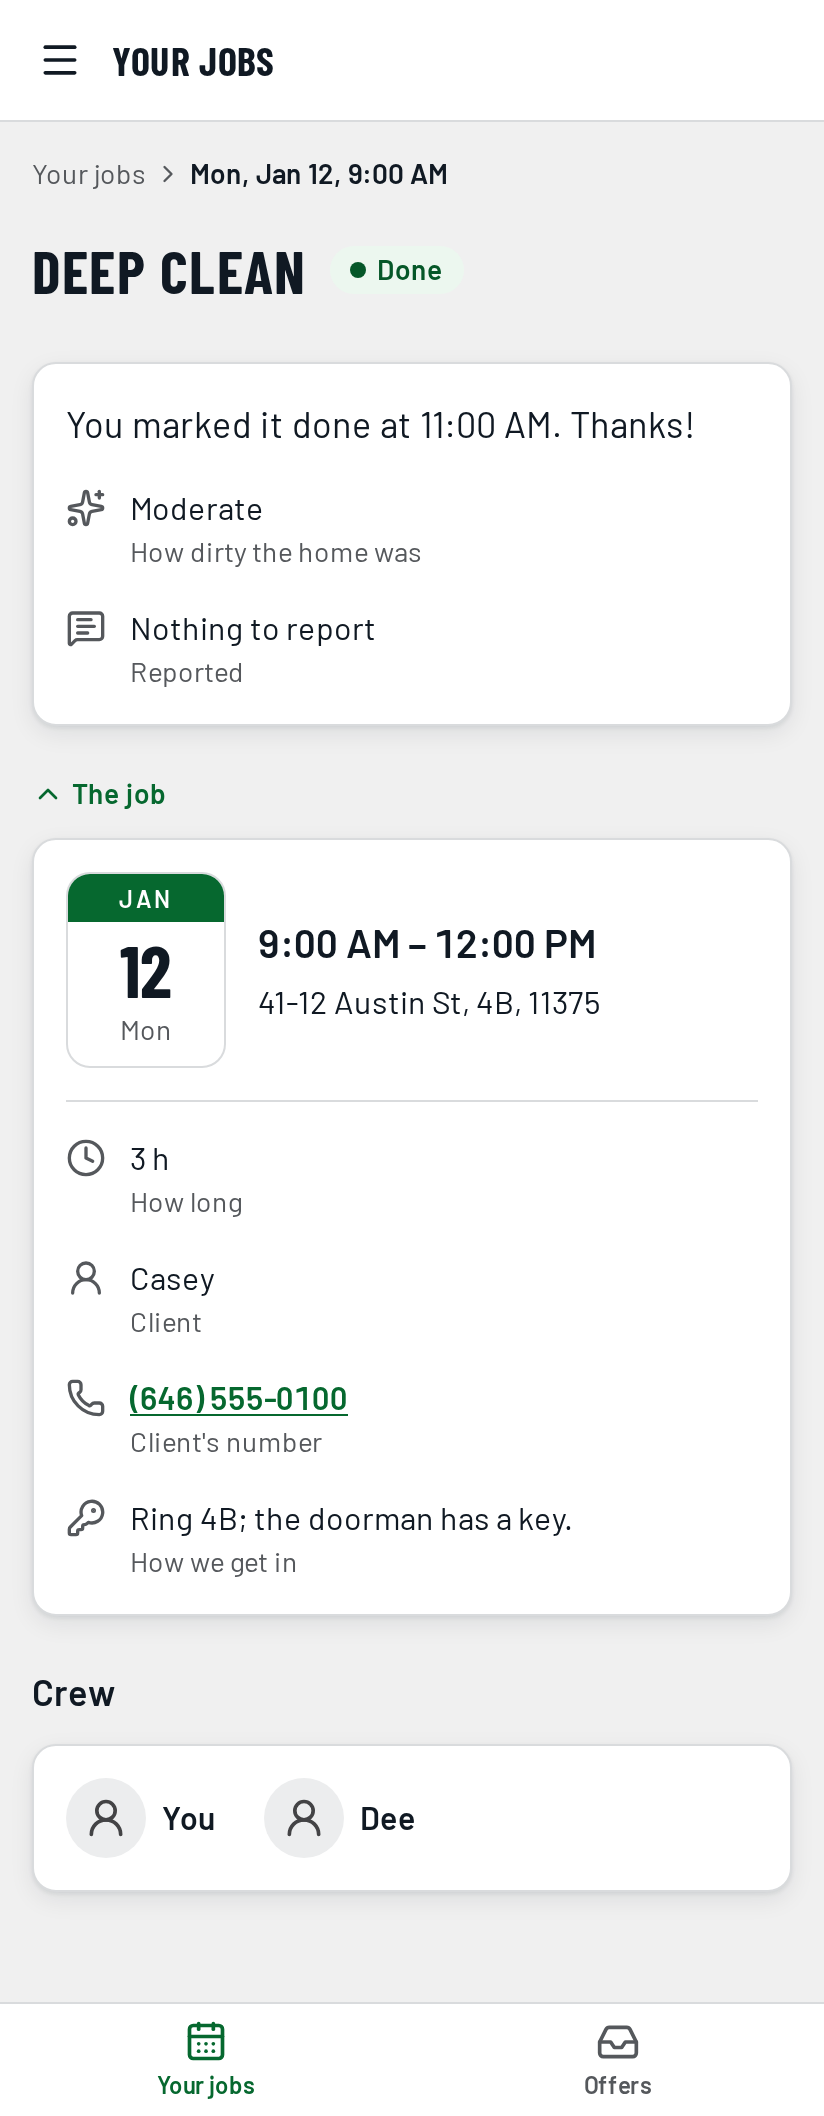 YOUR JOBS
Your jobs > Mon, Jan 12, 9:00 AM
DEEP CLEAN
Done
You marked it done at 11:00 AM. Thanks!
Moderate
How dirty the home was
Nothing to report
Reported
The job
JAN
12
Mon
9:00 AM – 12:00 PM
41-12 Austin St, 4B, 11375
3 h
How long
Casey
Client
(646) 555-0100
Client's number
Ring 4B; the doorman has a key.
How we get in
Crew
You
Dee
Your jobs
Offers